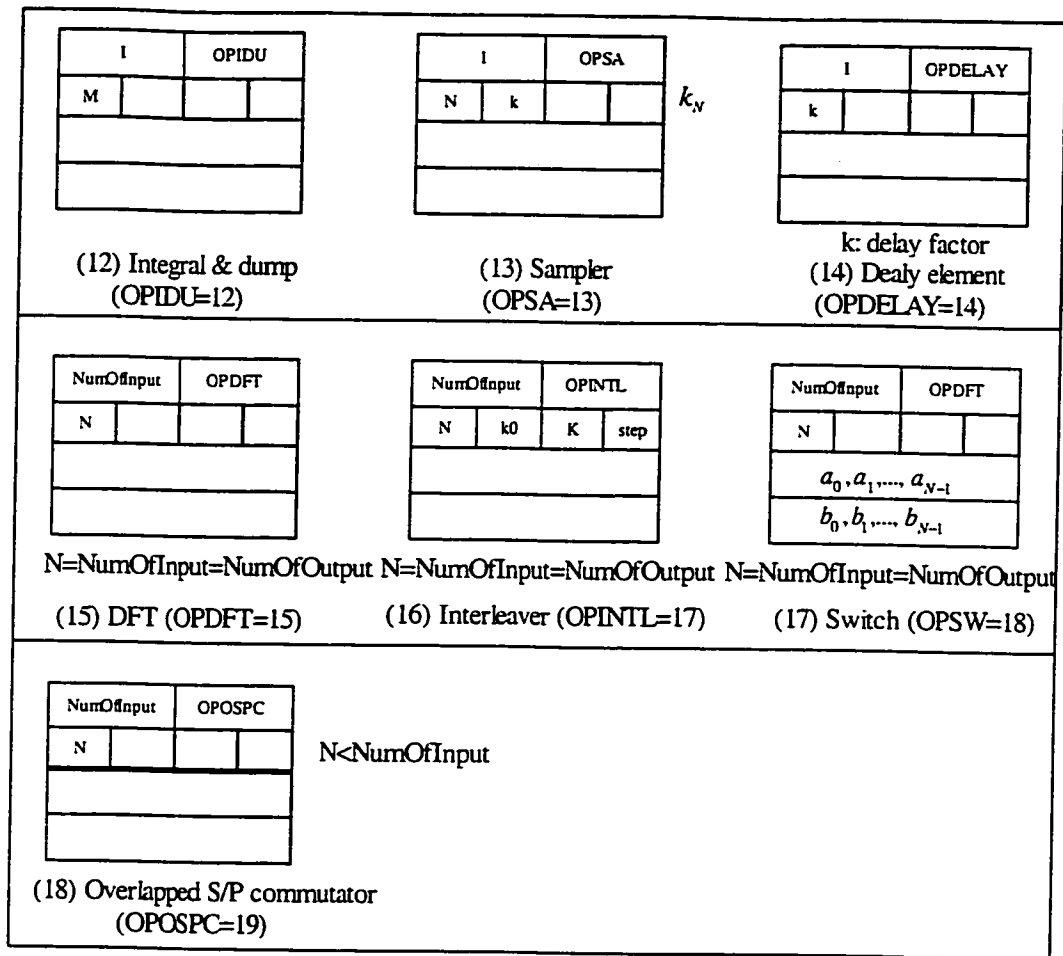 I OPIDU
M
(12) Integral & dump
(OPIDU=12)
I OPSA
N k
k_N
(13) Sampler
(OPSA=13)
I OPDELAY
k
k: delay factor
(14) Dealy element
(OPDELAY=14)
NumOfInput OPDFT
N
N=NumOfInput=NumOfOutput
(15) DFT (OPDFT=15)
NumOfInput OPINTL
N k0 K step
N=NumOfInput=NumOfOutput
(16) Interleaver (OPINTL=17)
NumOfInput OPDFT
N
a_0, a_1, ..., a_{N-1}
b_0, b_1, ..., b_{N-1}
N=NumOfInput=NumOfOutput
(17) Switch (OPSW=18)
NumOfInput OPOSPC
N
N<NumOfInput
(18) Overlapped S/P commutator
(OPOSPC=19)